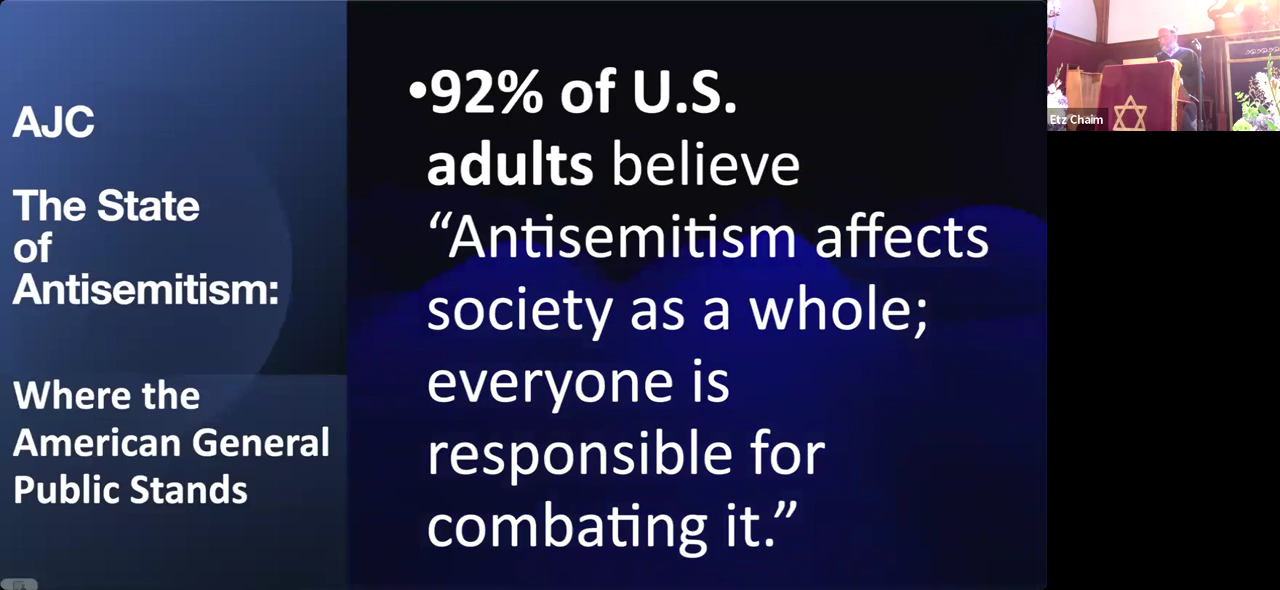 AJC
The State
of
Antisemitism:
Where the
American General
Public Stands
•92% of U.S.
adults believe
“Antisemitism affects
society as a whole;
everyone is
responsible for
combating it.”
Etz Chaim